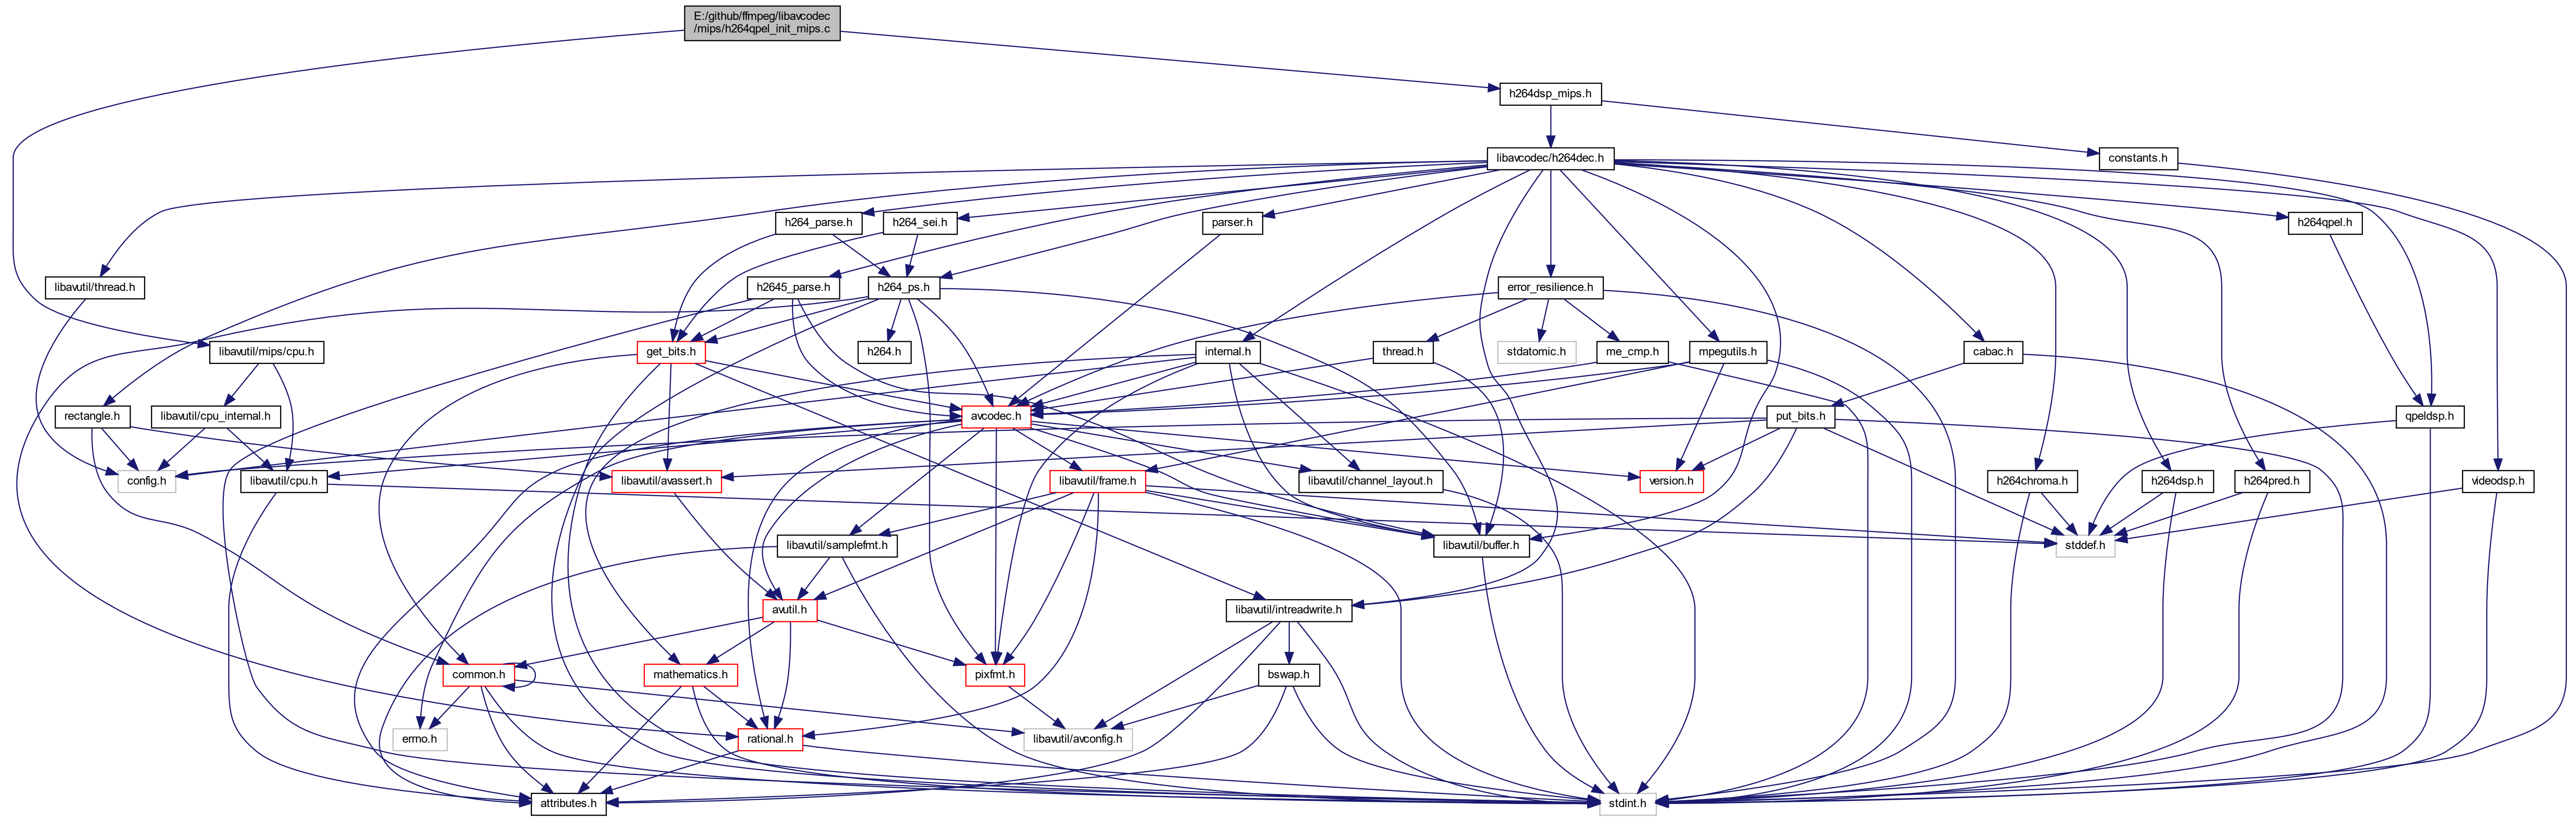 E:/github/ffmpeg/libavcodec
/mips/h264qpel_init_mips.c
h264dsp_mips.h
libavcodec/h264dec.h
constants.h
h264_parse.h
h264_sei.h
parser.h
h264qpel.h
libavutil/thread.h
h2645_parse.h
h264_ps.h
error_resilience.h
libavutil/mips/cpu.h
get_bits.h
h264.h
internal.h
thread.h
stdatomic.h
me_cmp.h
mpegutils.h
cabac.h
rectangle.h
libavutil/cpu_internal.h
avcodec.h
put_bits.h
qpeldsp.h
config.h
libavutil/cpu.h
libavutil/avassert.h
libavutil/frame.h
libavutil/channel_layout.h
version.h
h264chroma.h
h264dsp.h
h264pred.h
videodsp.h
libavutil/samplefmt.h
libavutil/buffer.h
stddef.h
avutil.h
libavutil/intreadwrite.h
common.h
mathematics.h
pixfmt.h
bswap.h
errno.h
rational.h
libavutil/avconfig.h
attributes.h
stdint.h